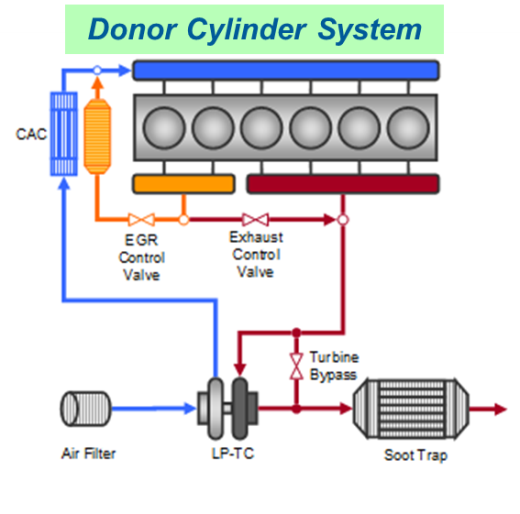 Donor Cylinder System
CAC
EGR
Control
Valve
Exhaust
Control
Valve
Turbine
Bypass
Air Filter
LP-TC
Soot Trap